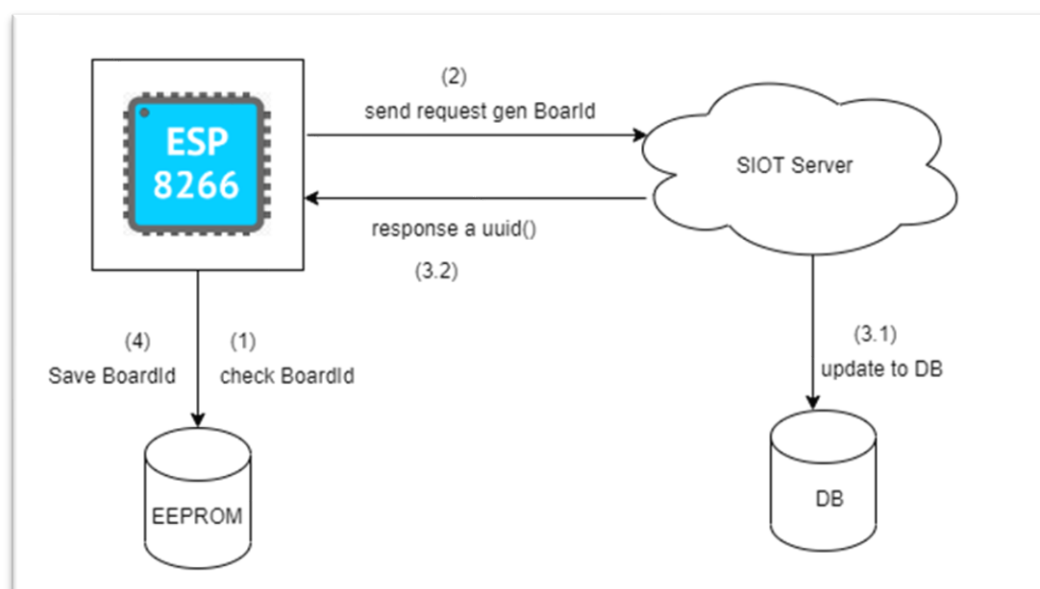 (2)
send request gen BoarId
ESP
8266
SIOT Server
response a uuid()
(3.2)
(4)
(1)
Save BoardId
check BoardId
(3.1)
update to DB
EEPROM
DB